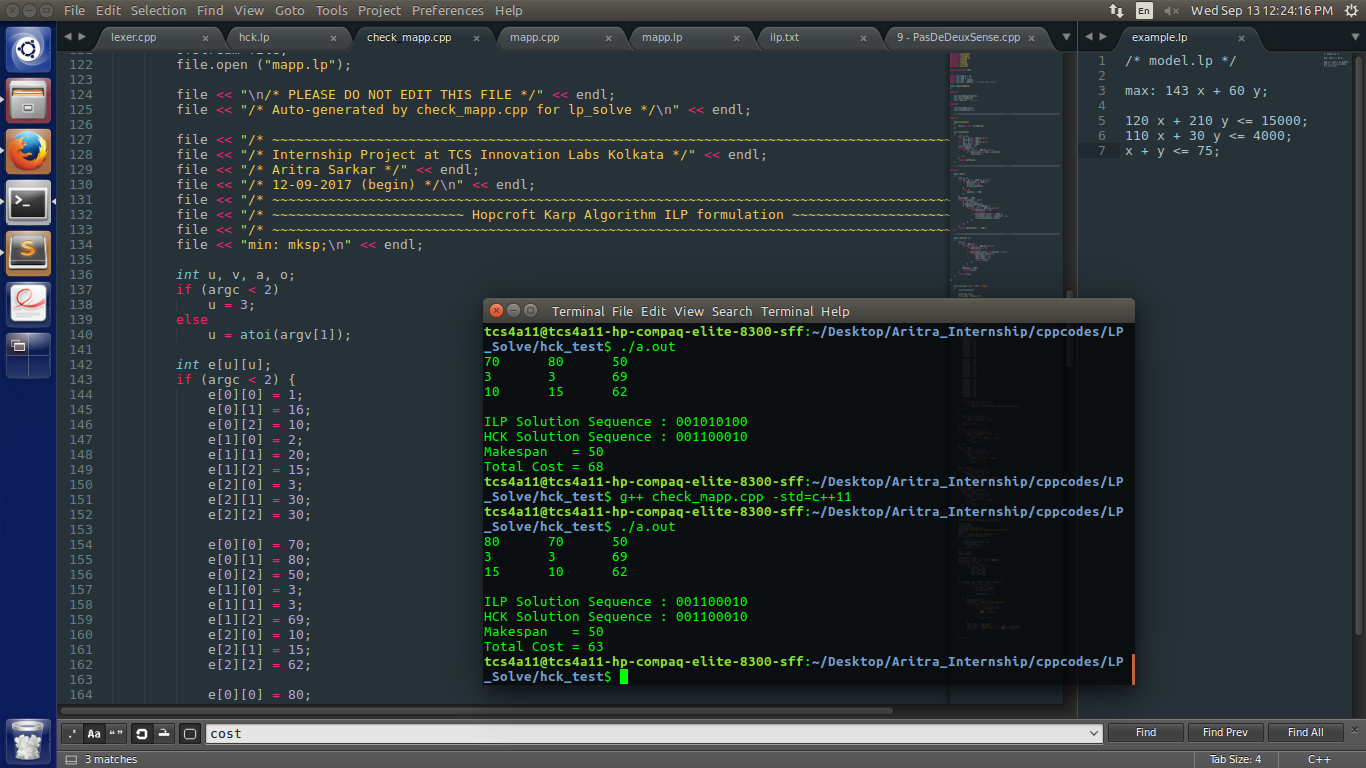 File Edit Selection Find View Goto Tools Project Preferences Help
En
Wed Sep 13 12:24:16 PM
lexer.cpp
hck.lp
check_mapp.cpp
mapp.cpp
mapp.lp
ilp.txt
9 - PasDeDeuxSense.cpp
example.lp
122 file.open ("mapp.lp");
123
124 file << "\n/* PLEASE DO NOT EDIT THIS FILE */" << endl;
125 file << "/* Auto-generated by check_mapp.cpp for lp_solve */\n" << endl;
126
127 file << "/*
128 file << "/* Internship Project at TCS Innovation Labs Kolkata */" << endl;
129 file << "/* Aritra Sarkar */" << endl;
130 file << "/* 12-09-2017 (begin) */\n" << endl;
131 file << "/*
132 file << "/* ~~~~~~~~~~~~~~~~~~~~~~~~ Hopcroft Karp Algorithm ILP formulation ~~~~~~~~~~~~~~~~~~~~
133 file << "/*
134 file << "min: mksp;\n" << endl;
135
136 int u, v, a, o;
137 if (argc < 2)
138 u = 3;
139 else
140 u = atoi(argv[1]);
141
142 int e[u][u];
143 if (argc < 2) {
144 e[0][0] = 1;
145 e[0][1] = 16;
146 e[0][2] = 10;
147 e[1][0] = 2;
148 e[1][1] = 20;
149 e[1][2] = 15;
150 e[2][0] = 3;
151 e[2][1] = 30;
152 e[2][2] = 30;
153
154 e[0][0] = 70;
155 e[0][1] = 80;
156 e[0][2] = 50;
157 e[1][0] = 3;
158 e[1][1] = 3;
159 e[1][2] = 69;
160 e[2][0] = 10;
161 e[2][1] = 15;
162 e[2][2] = 62;
163
164 e[0][0] = 80;
1 /* model.lp */
2
3 max: 143 x + 60 y;
4
5 120 x + 210 y <= 15000;
6 110 x + 30 y <= 4000;
7 x + y <= 75;
Terminal File Edit View Search Terminal Help
tcs4a11@tcs4a11-hp-compaq-elite-8300-sff:~/Desktop/Aritra_Internship/cppcodes/LP
_Solve/hck_test$ ./a.out
70 80 50
3 3 69
10 15 62
ILP Solution Sequence : 001010100
HCK Solution Sequence : 001100010
Makespan = 50
Total Cost = 68
tcs4a11@tcs4a11-hp-compaq-elite-8300-sff:~/Desktop/Aritra_Internship/cppcodes/LP
_Solve/hck_test$ g++ check_mapp.cpp -std=c++11
tcs4a11@tcs4a11-hp-compaq-elite-8300-sff:~/Desktop/Aritra_Internship/cppcodes/LP
_Solve/hck_test$ ./a.out
80 70 50
3 3 69
15 10 62
ILP Solution Sequence : 001100010
HCK Solution Sequence : 001100010
Makespan = 50
Total Cost = 63
tcs4a11@tcs4a11-hp-compaq-elite-8300-sff:~/Desktop/Aritra_Internship/cppcodes/LP
_Solve/hck_test$
.* Aa “ ”
cost
Find
Find Prev
Find All
3 matches
Tab Size: 4
C++